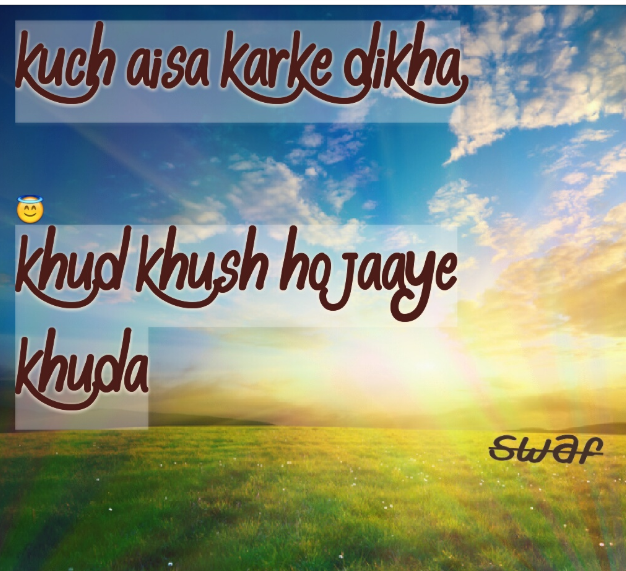 kuch aisa karke dikha,
😇
khud khush ho jaaye
khuda
swaf